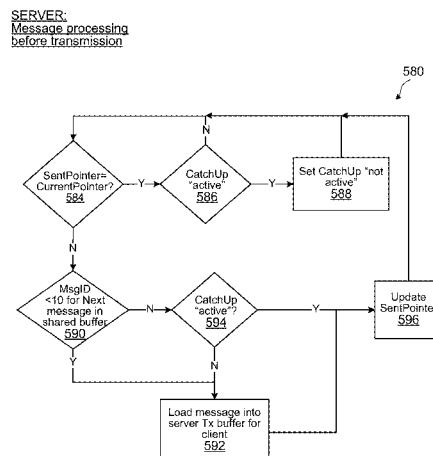 SERVER:
Message processing
before transmission
580
N
SentPointer=
CurrentPointer?
584
Y
CatchUp
"active"
586
Y
Set CatchUp "not
active"
588
N
MsgID
<10 for Next
message in
shared buffer
590
N
CatchUp
"active"?
594
Y
Update
SentPointe
596
Y
N
Load message into
server Tx buffer for
client
592